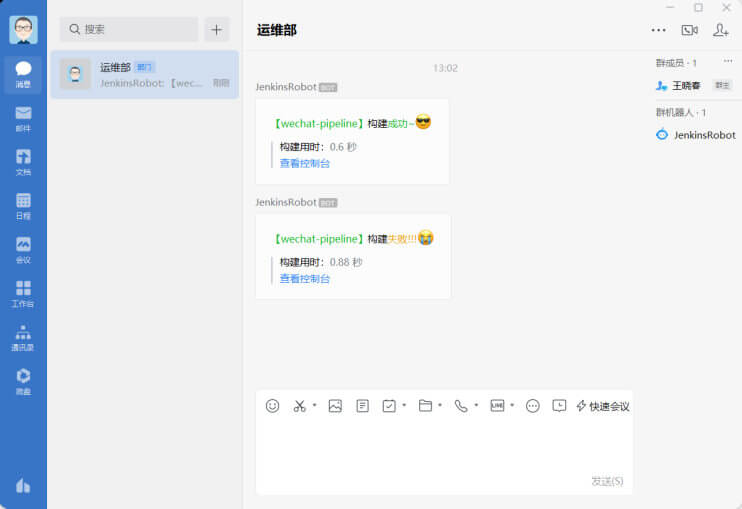 搜索
运维部 部门
JenkinsRobot: 【wec... 刚刚
消息
邮件
文档
日程
会议
工作台
通讯录
微盘
运维部
13:02
JenkinsRobot BOT
【wechat-pipeline】构建成功~
构建用时：0.6 秒
查看控制台
JenkinsRobot BOT
【wechat-pipeline】构建失败!!!
构建用时：0.88 秒
查看控制台
LIVE
快速会议
发送(S)
群成员 · 1
王晓春 群主
群机器人 · 1
JenkinsRobot